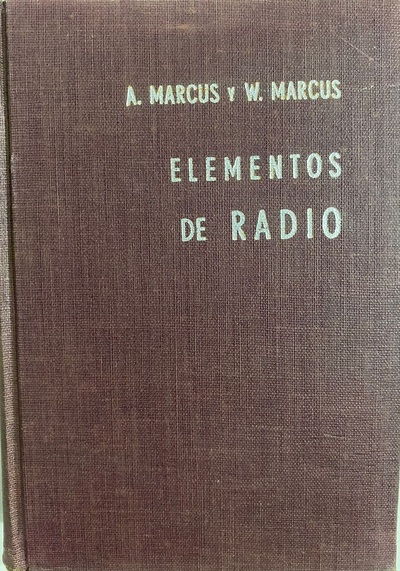 A. MARCUS Y W. MARCUS
ELEMENTOS
DE RADIO